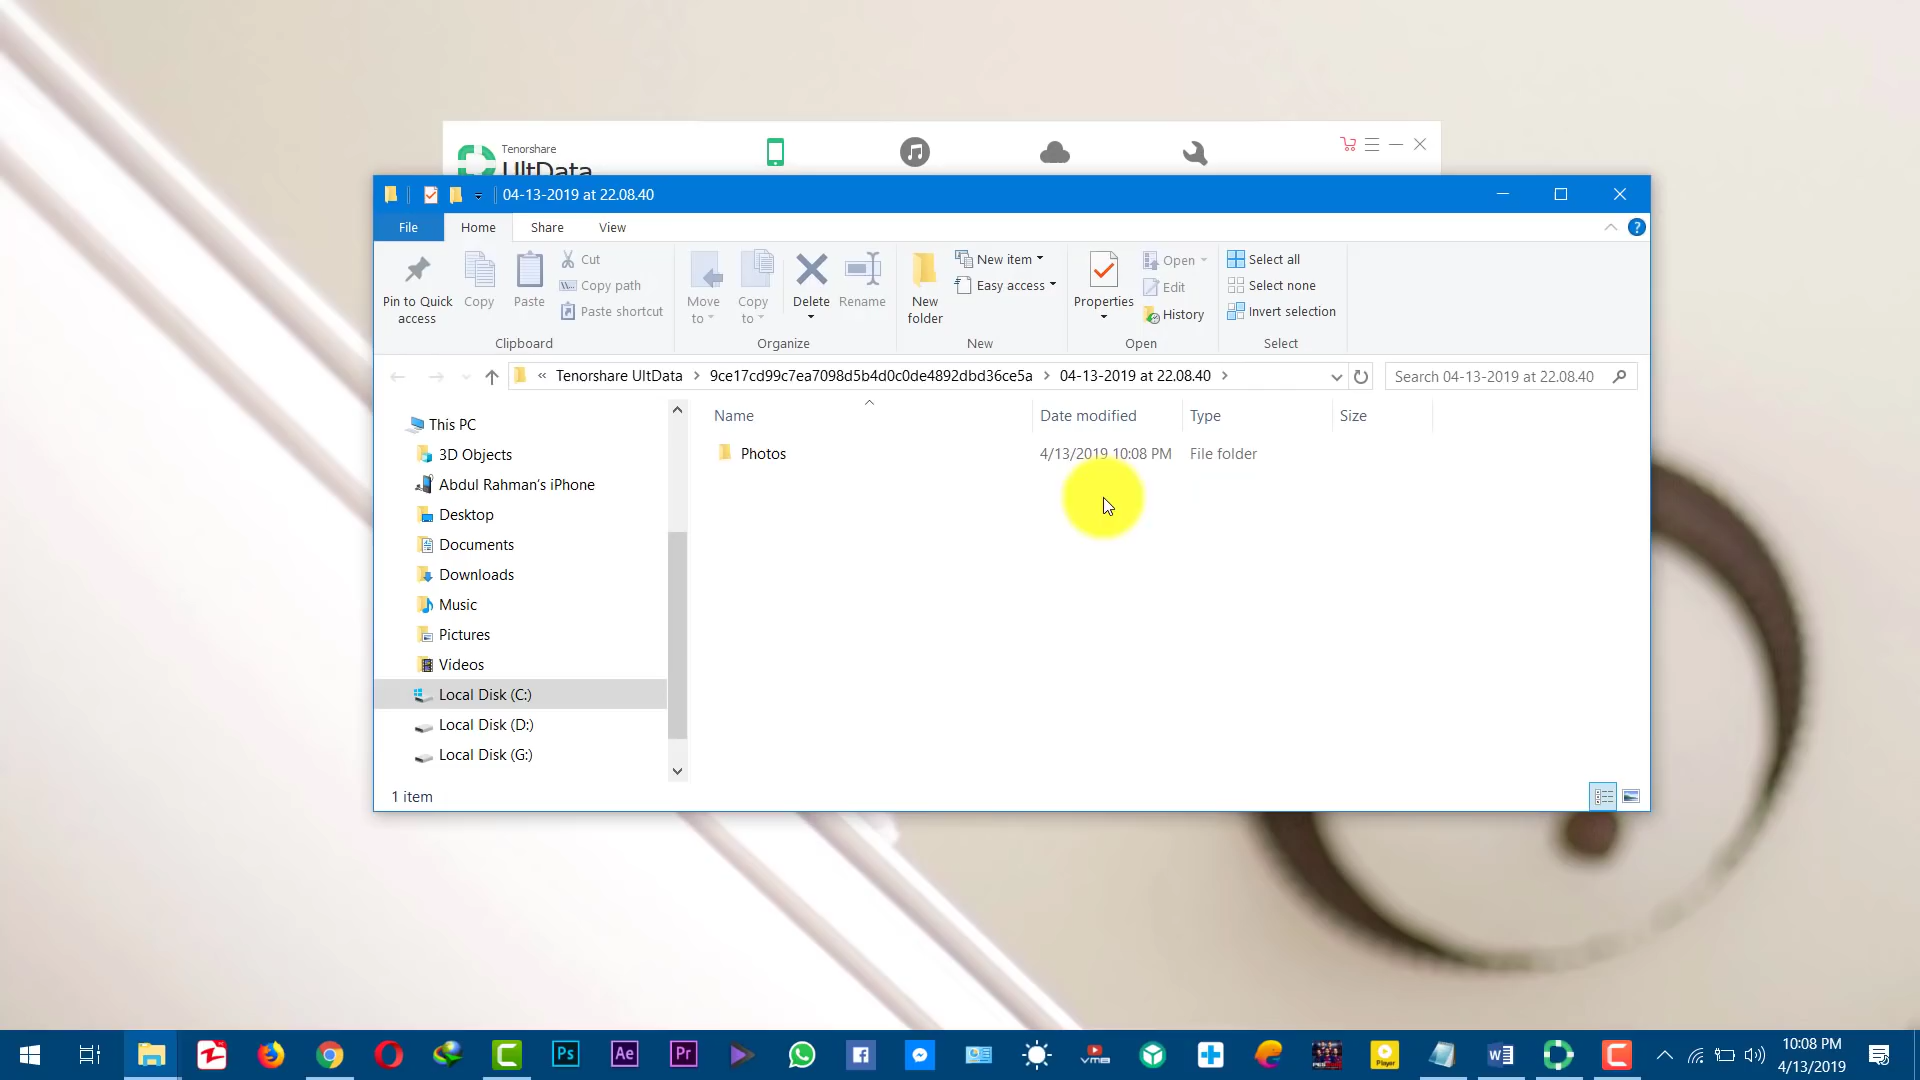 Tenorshare
UltData
04-13-2019 at 22.08.40
File
Home
Share
View
Pin to Quick access
Copy
Paste
Cut
Copy path
Paste shortcut
Clipboard
Move to
Copy to
Delete
Rename
Organize
New folder
New item
Easy access
New
Properties
Open
Edit
History
Open
Select all
Select none
Invert selection
Select
« Tenorshare UltData > 9ce17cd99c7ea7098d5b4d0c0de4892dbd36ce5a > 04-13-2019 at 22.08.40 >
Search 04-13-2019 at 22.08.40
Name
Date modified
Type
Size
Photos
4/13/2019 10:08 PM
File folder
This PC
3D Objects
Abdul Rahman's iPhone
Desktop
Documents
Downloads
Music
Pictures
Videos
Local Disk (C:)
Local Disk (D:)
Local Disk (G:)
1 item
Ps
Ae
Pr
Player
10:08 PM
4/13/2019